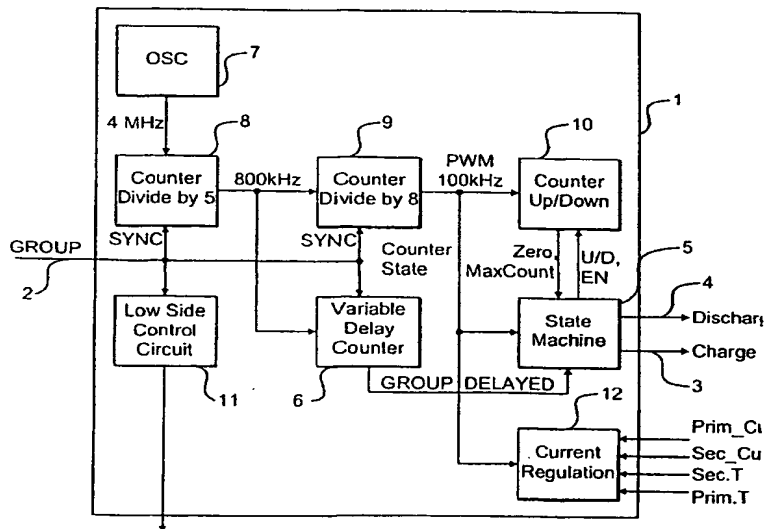 OSC
7
4 MHz
8
9
10
1
Counter
Divide by 5
800kHz
Counter
Divide by 8
PWM
100kHz
Counter
Up/Down
SYNC
SYNC
Counter
State
Zero,
MaxCount
U/D,
EN
5
4
GROUP
2
Low Side
Control
Circuit
Variable
Delay
Counter
State
Machine
Discharg
Charge
3
11
6
GROUP DELAYED
12
Current
Regulation
Prim_Cu
Sec_Cu
Sec.T
Prim.T